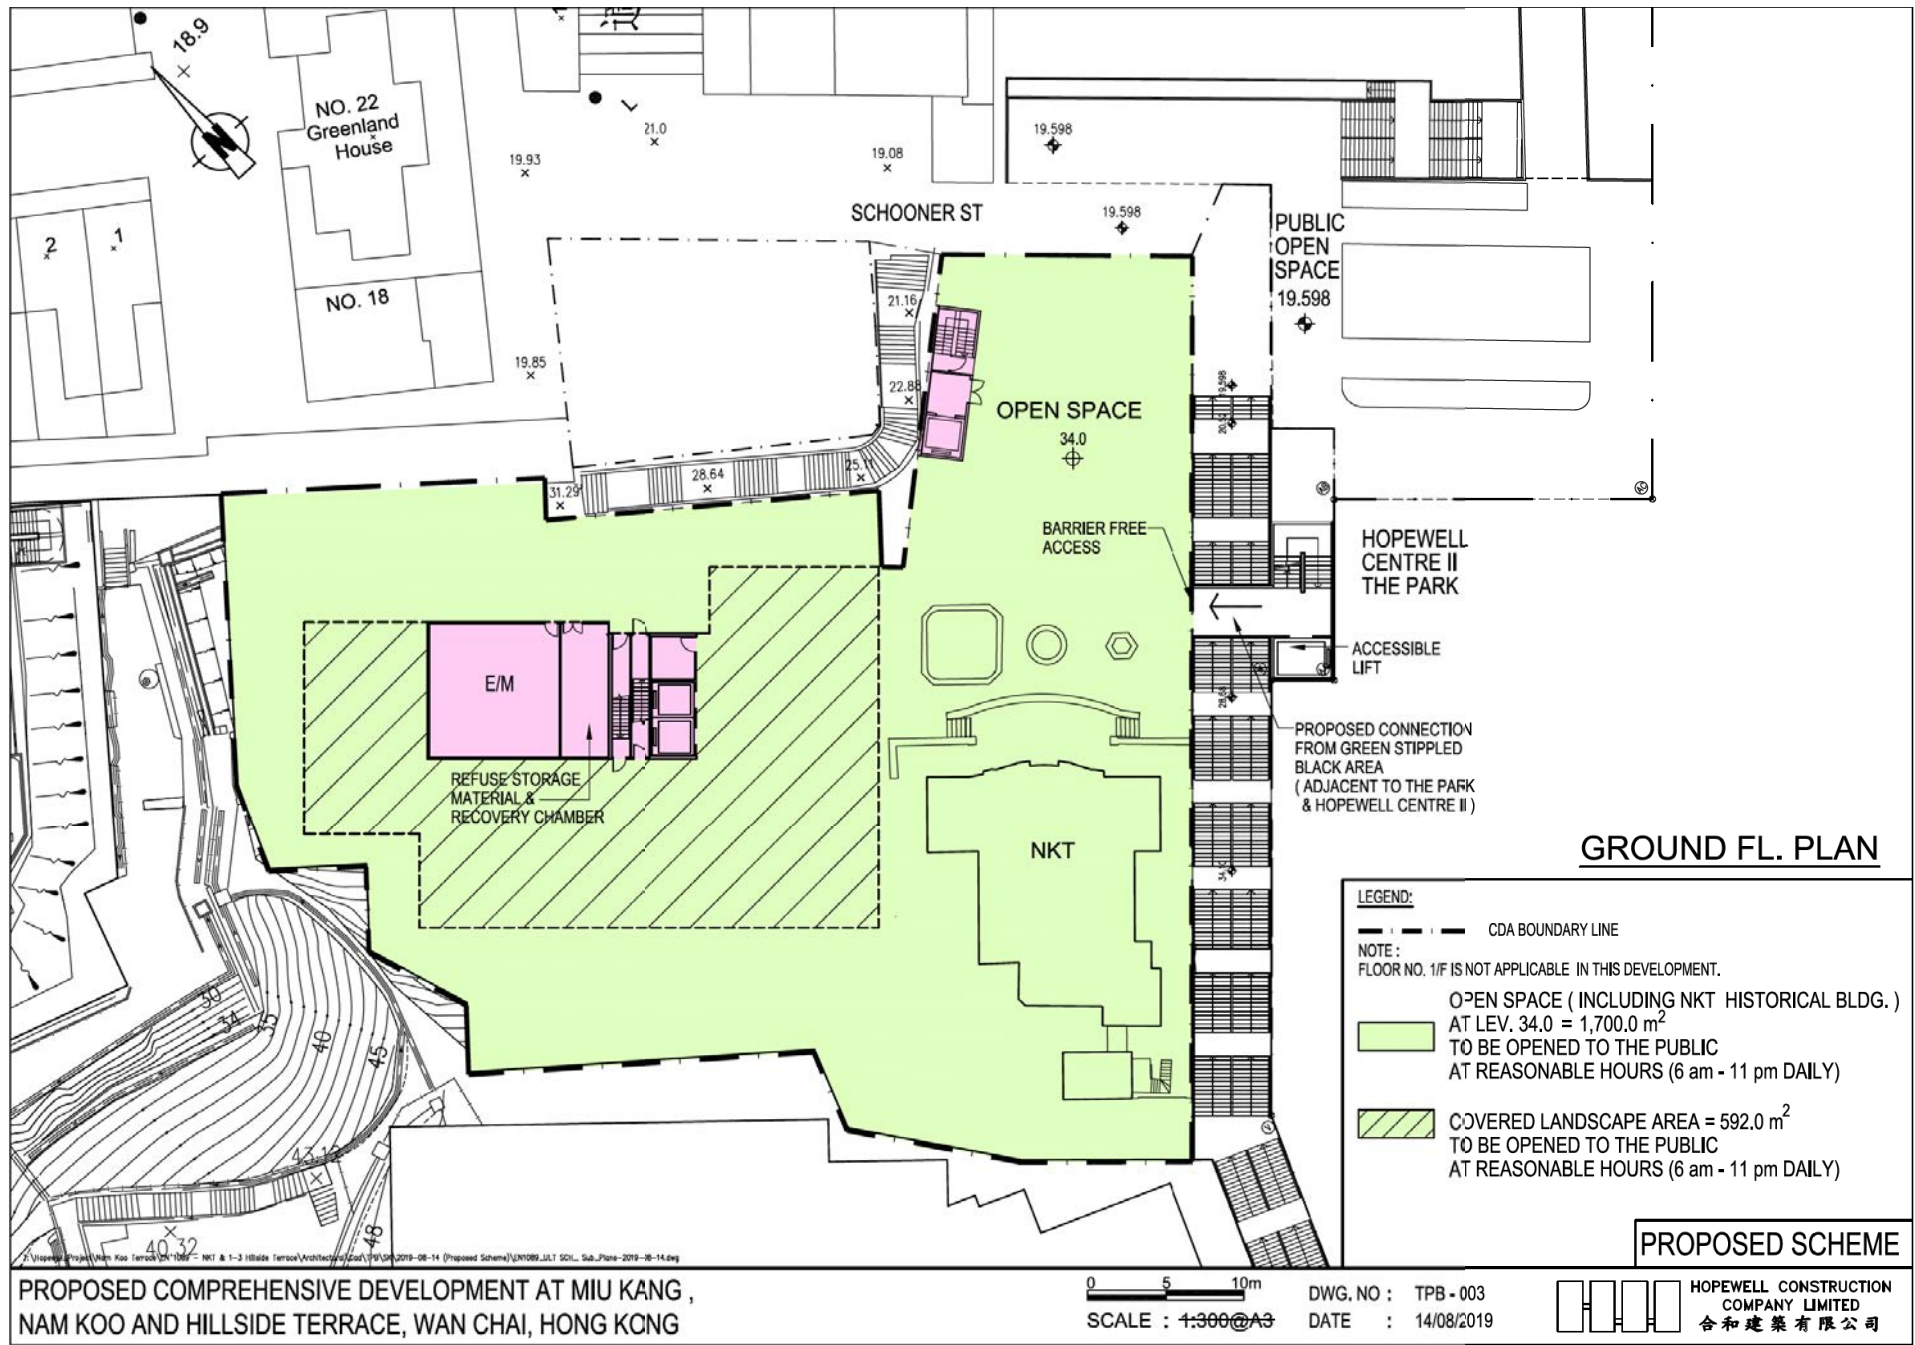 18.9
NO. 22
Greenland
House
N
21.0
19.93
19.08
19.598
SCHOONER ST
19.598
PUBLIC
OPEN
SPACE
19.598
2
1
NO. 18
21.16
19.85
22.88
19.598
OPEN SPACE
34.0
28.64
25.11
31.29
BARRIER FREE
ACCESS
HOPEWELL
CENTRE II
THE PARK
E/M
ACCESSIBLE
LIFT
28.68
PROPOSED CONNECTION
FROM GREEN STIPPLED
BLACK AREA
( ADJACENT TO THE PARK
& HOPEWELL CENTRE II )
REFUSE STORAGE
MATERIAL &
RECOVERY CHAMBER
NKT
GROUND FL. PLAN
LEGEND:
CDA BOUNDARY LINE
NOTE :
FLOOR NO. 1/F IS NOT APPLICABLE IN THIS DEVELOPMENT.
OPEN SPACE ( INCLUDING NKT HISTORICAL BLDG. )
AT LEV. 34.0 = 1,700.0 m²
TO BE OPENED TO THE PUBLIC
AT REASONABLE HOURS (6 am - 11 pm DAILY)
COVERED LANDSCAPE AREA = 592.0 m²
TO BE OPENED TO THE PUBLIC
AT REASONABLE HOURS (6 am - 11 pm DAILY)
30
34
35
40
45
43.12
40.32
48
PROPOSED SCHEME
PROPOSED COMPREHENSIVE DEVELOPMENT AT MIU KANG ,
NAM KOO AND HILLSIDE TERRACE, WAN CHAI, HONG KONG
0 5 10m
SCALE : 1:300@A3
DWG. NO : TPB - 003
DATE : 14/08/2019
HOPEWELL CONSTRUCTION
COMPANY LIMITED
合和建築有限公司